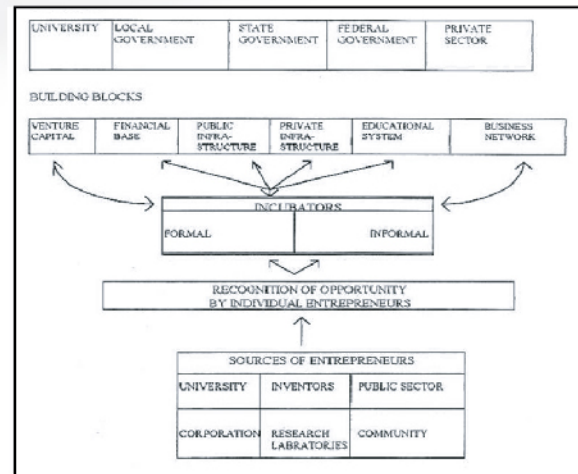 UNIVERSITY LOCAL GOVERNMENT STATE GOVERNMENT FEDERAL GOVERNMENT PRIVATE SECTOR
BUILDING BLOCKS
VENTURE CAPITAL FINANCIAL BASE PUBLIC INFRA-STRUCTURE PRIVATE INFRA-STRUCTURE EDUCATIONAL SYSTEM BUSINESS NETWORK
INCUBATORS
FORMAL INFORMAL
RECOGNITION OF OPPORTUNITY
BY INDIVIDUAL ENTREPRENEURS
SOURCES OF ENTREPRENEURS
UNIVERSITY INVENTORS PUBLIC SECTOR
CORPORATION RESEARCH LABRATORIES COMMUNITY